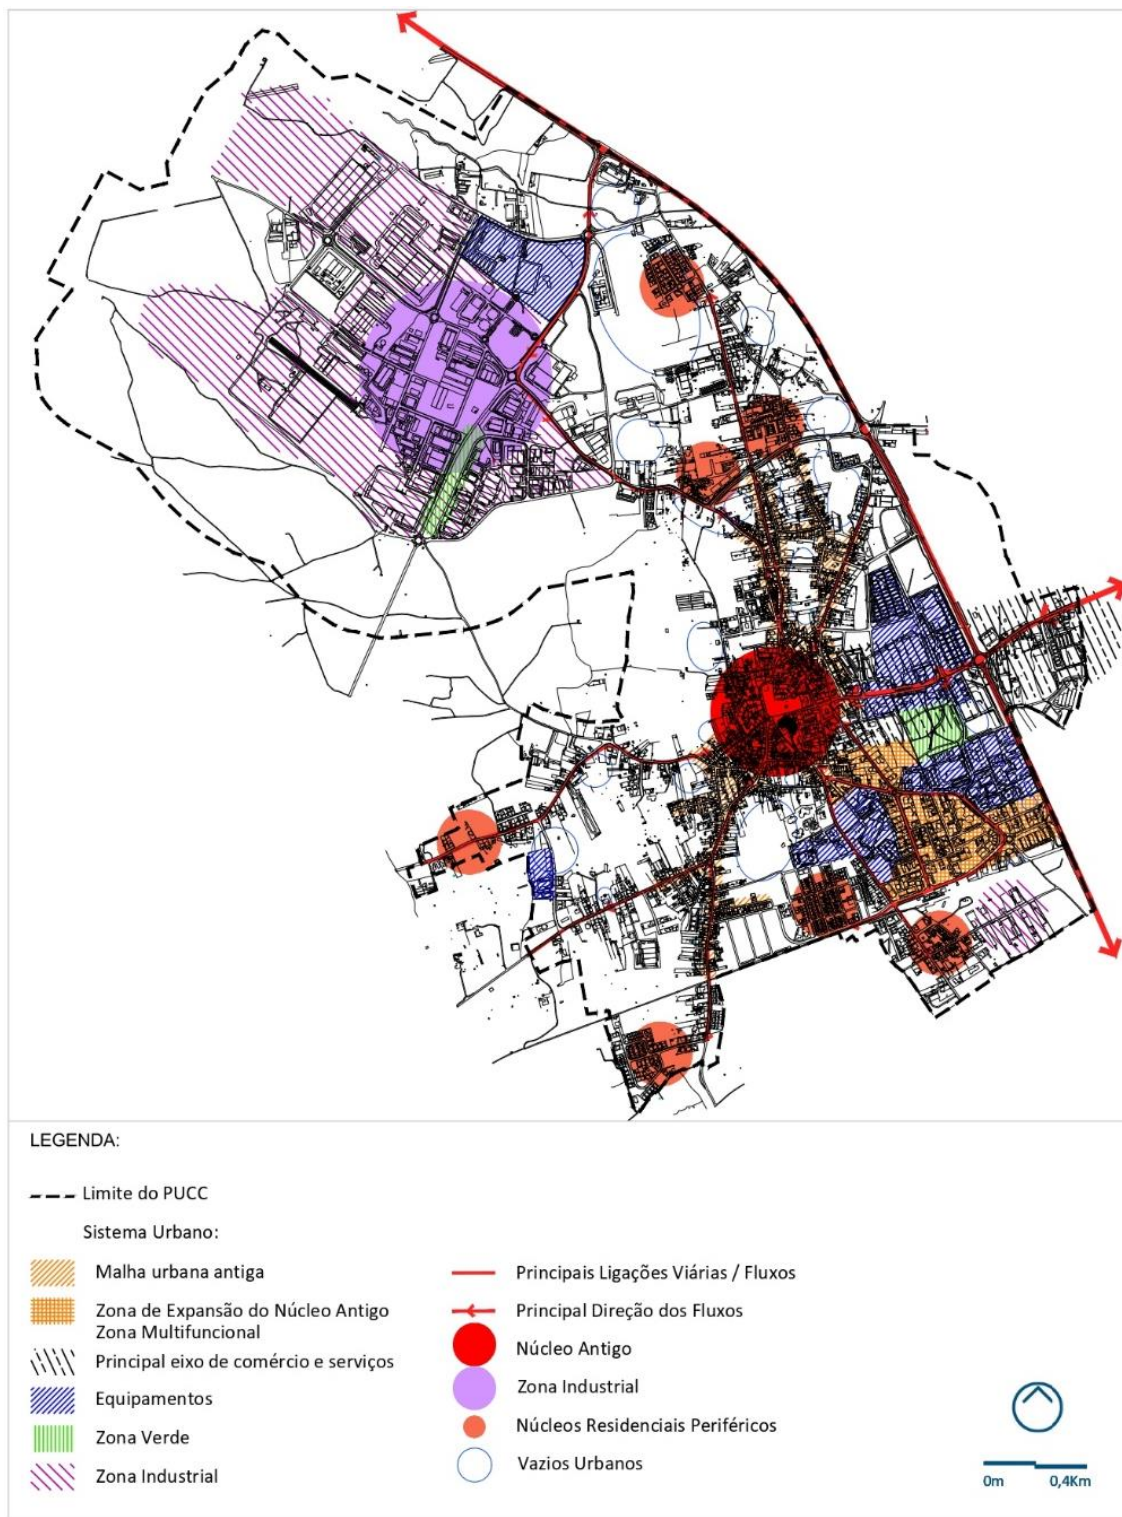 LEGENDA:
Limite do PUCC
Sistema Urbano:
Malha urbana antiga
Zona de Expansão do Núcleo Antigo
Zona Multifuncional
Principal eixo de comércio e serviços
Equipamentos
Zona Verde
Zona Industrial
Principais Ligações Viárias / Fluxos
Principal Direção dos Fluxos
Núcleo Antigo
Zona Industrial
Núcleos Residenciais Periféricos
Vazios Urbanos
0m 0,4Km